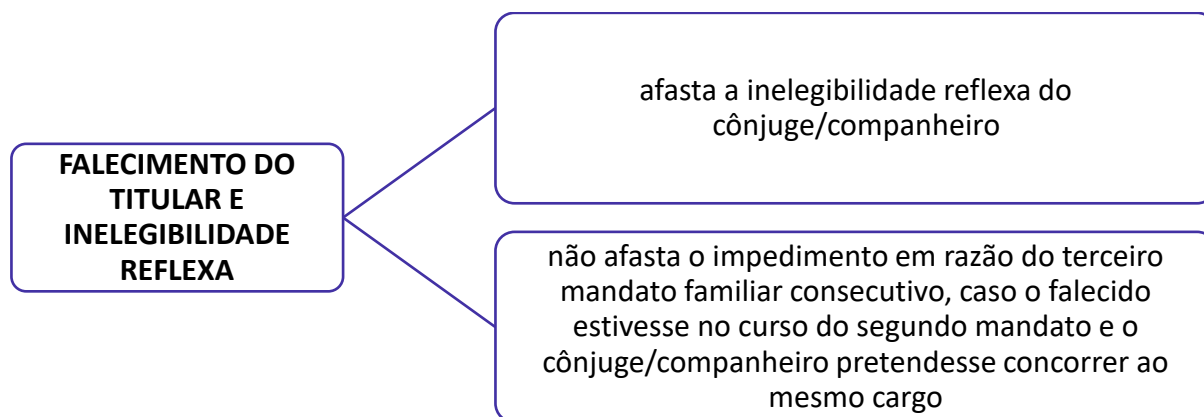 FALECIMENTO DO
TITULAR E
INELEGIBILIDADE
REFLEXA
afasta a inelegibilidade reflexa do
cônjuge/companheiro
não afasta o impedimento em razão do terceiro
mandato familiar consecutivo, caso o falecido
estivesse no curso do segundo mandato e o
cônjuge/companheiro pretendesse concorrer ao
mesmo cargo